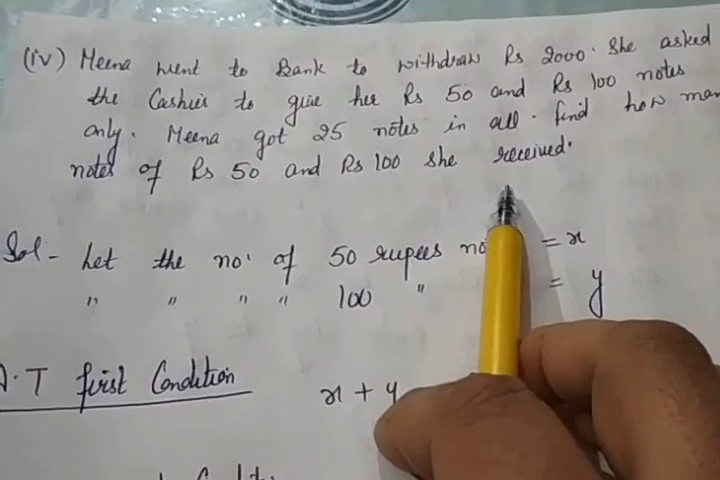 (iv) Meena went to Bank to withdraw Rs 2000. She asked
the Cashier to give her Rs 50 and Rs 100 notes
only. Meena got 25 notes in all. find how
notes of Rs 50 and Rs 100 she received.
Sol - Let the no. of 50 rupees = x
" " " " 100 " = y
A.T first Condition
x + y